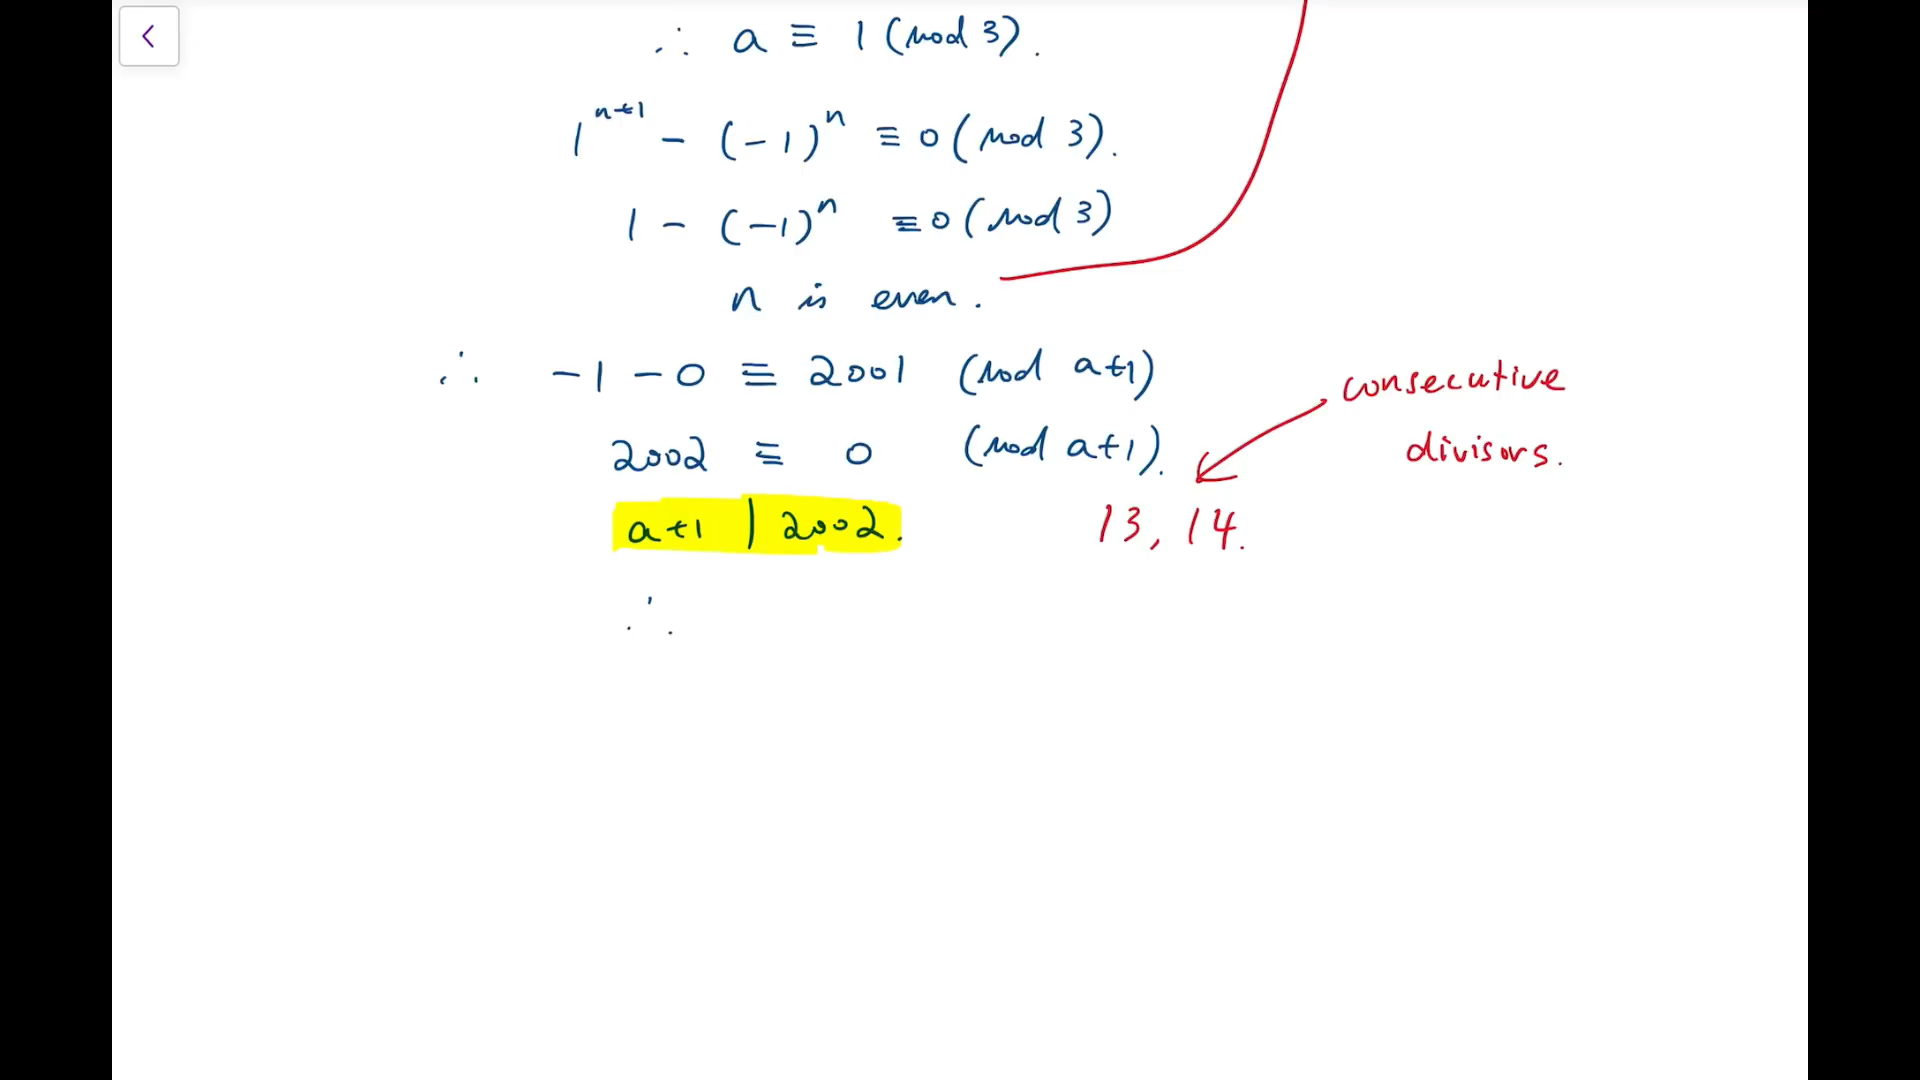 ∴ a ≡ 1 (mod 3).
1^{n+1} - (-1)^n ≡ 0 (mod 3).
1 - (-1)^n ≡ 0 (mod 3)
n is even.
∴ -1 - 0 ≡ 2001 (mod a+1)
consecutive
divisors.
2002 ≡ 0 (mod a+1).
a+1 | 2002.
13, 14.
∴